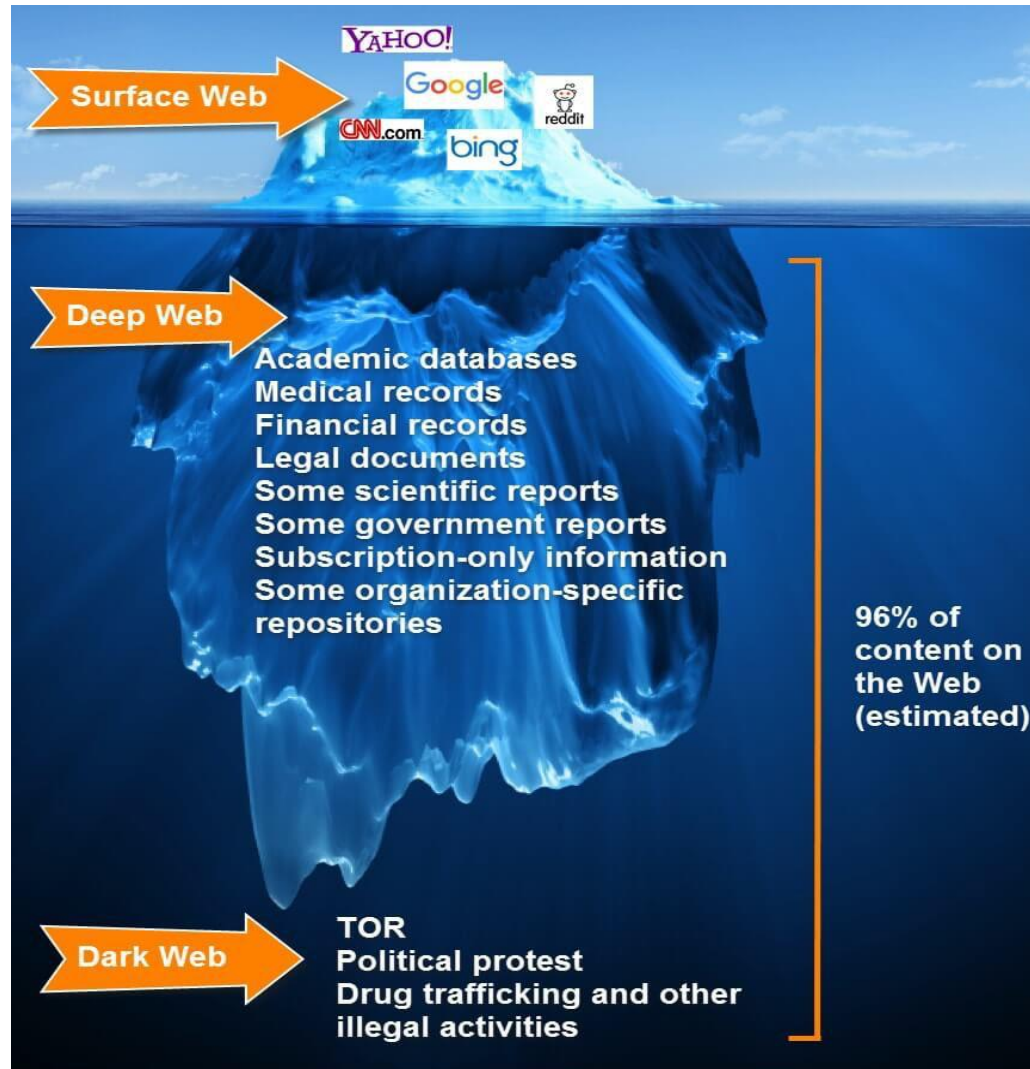 YAHOO!
Surface Web
Google
reddit
CNN.com
bing
Deep Web
Academic databases
Medical records
Financial records
Legal documents
Some scientific reports
Some government reports
Subscription-only information
Some organization-specific
repositories
96% of
content on
the Web
(estimated)
Dark Web
TOR
Political protest
Drug trafficking and other
illegal activities